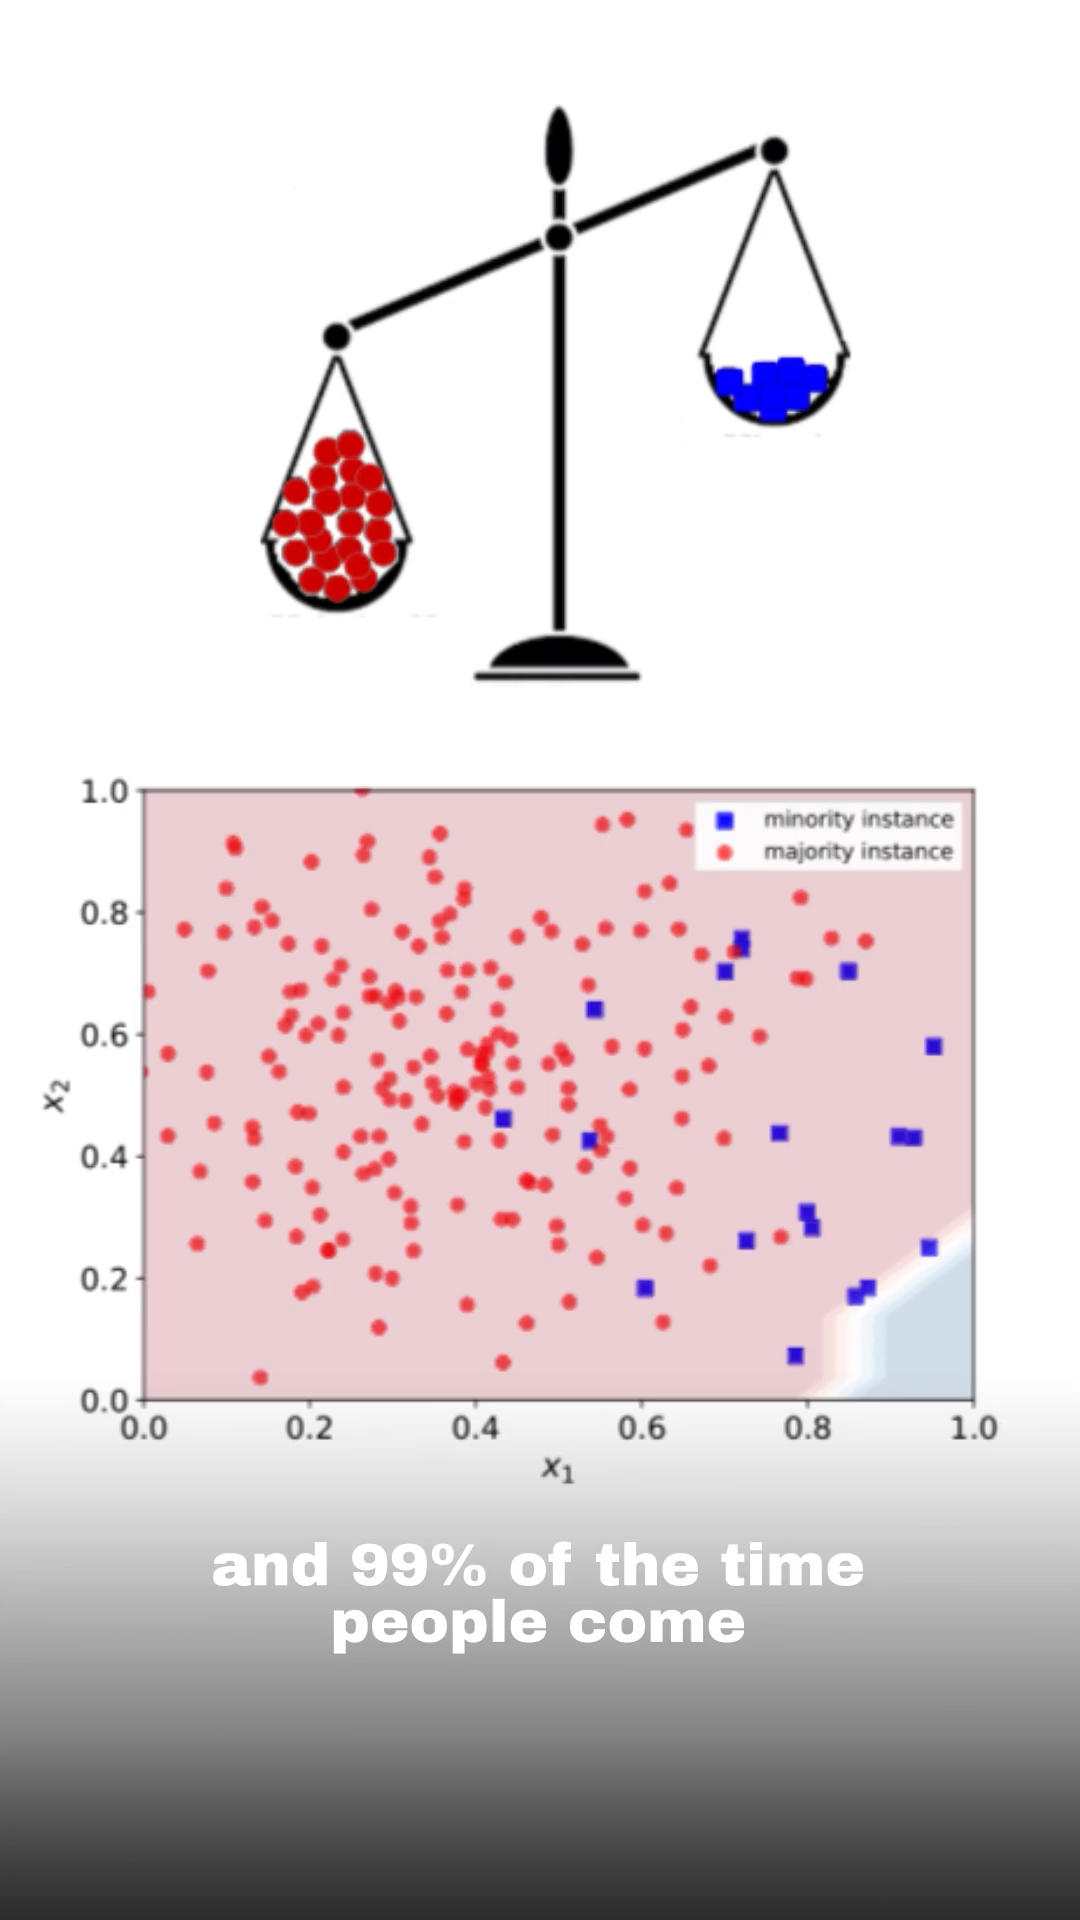 1.0
minority instance
majority instance
0.8
0.6
x₂
0.4
0.2
0.0
0.0 0.2 0.4 0.6 0.8 1.0
x₁
and 99% of the time
people come